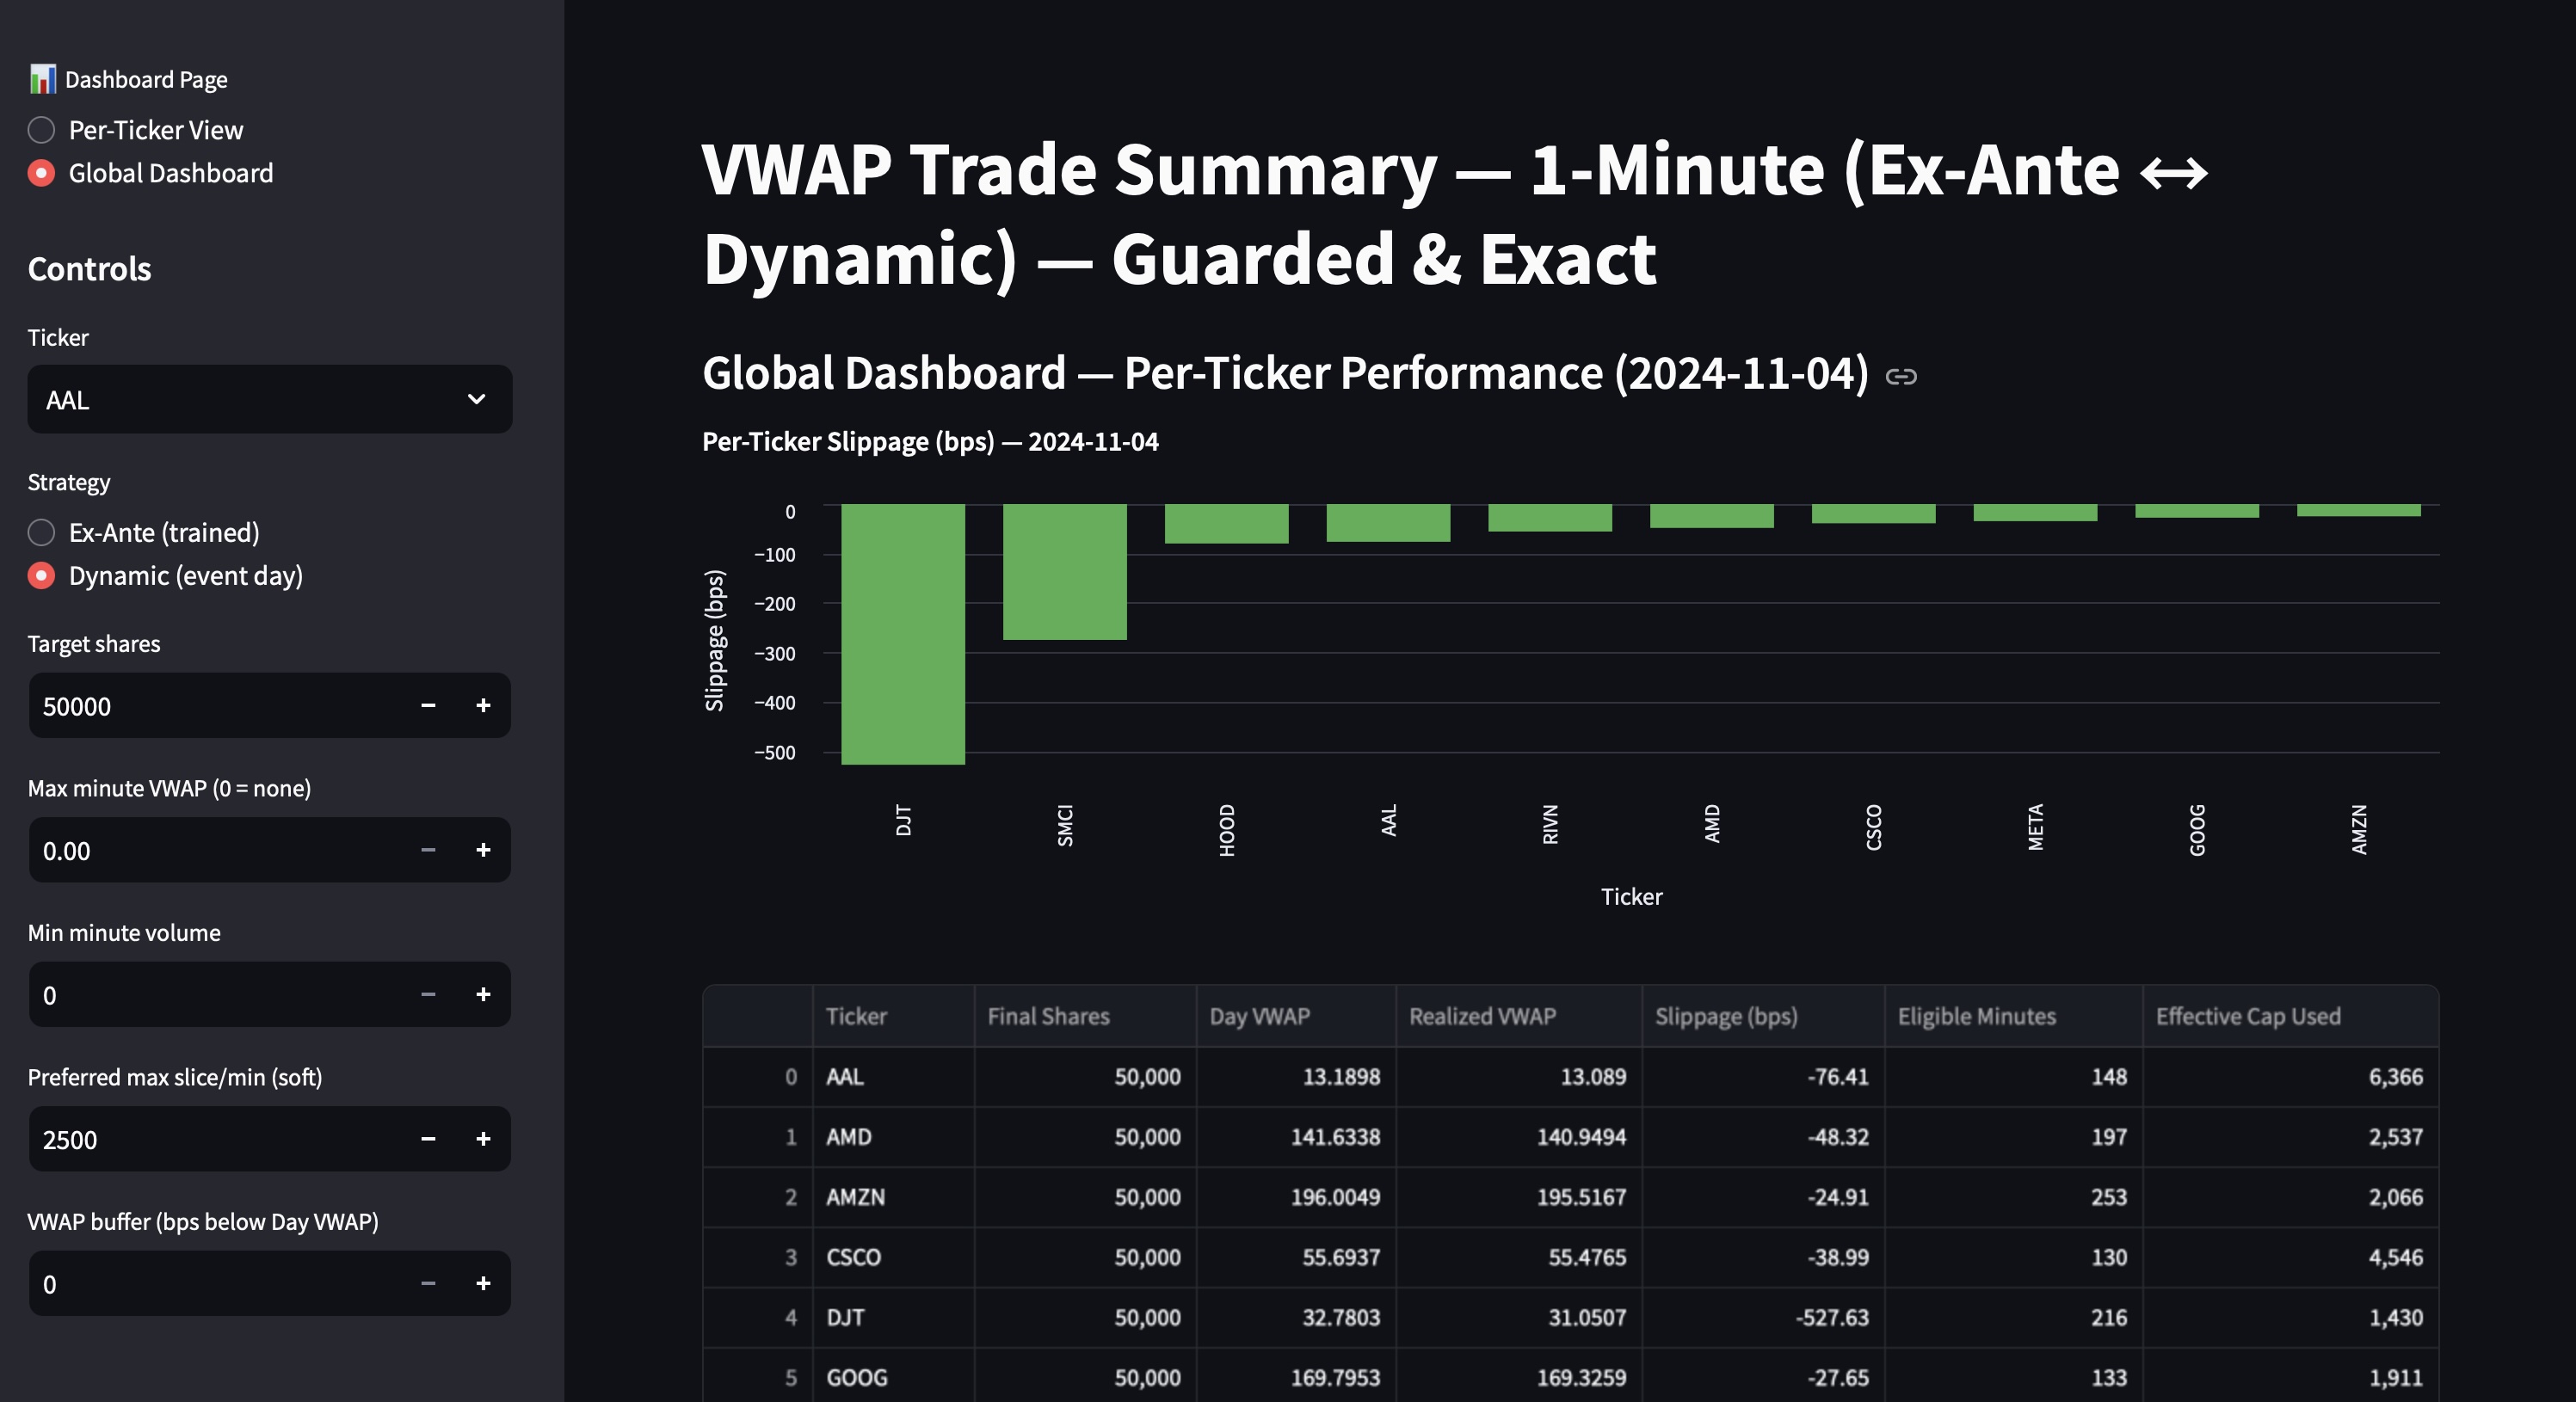 📊 Dashboard Page
Per-Ticker View
Global Dashboard
Controls
Ticker
AAL
Strategy
Ex-Ante (trained)
Dynamic (event day)
Target shares
50000
Max minute VWAP (0 = none)
0.00
Min minute volume
0
Preferred max slice/min (soft)
2500
VWAP buffer (bps below Day VWAP)
0
VWAP Trade Summary — 1-Minute (Ex-Ante ↔
Dynamic) — Guarded & Exact
Global Dashboard — Per-Ticker Performance (2024-11-04)
Per-Ticker Slippage (bps) — 2024-11-04
Slippage (bps)
0
−100
−200
−300
−400
−500
DJT SMCI HOOD AAL RIVN AMD CSCO META GOOG AMZN
Ticker
Ticker Final Shares Day VWAP Realized VWAP Slippage (bps) Eligible Minutes Effective Cap Used
0 AAL 50,000 13.1898 13.089 -76.41 148 6,366
1 AMD 50,000 141.6338 140.9494 -48.32 197 2,537
2 AMZN 50,000 196.0049 195.5167 -24.91 253 2,066
3 CSCO 50,000 55.6937 55.4765 -38.99 130 4,546
4 DJT 50,000 32.7803 31.0507 -527.63 216 1,430
5 GOOG 50,000 169.7953 169.3259 -27.65 133 1,911